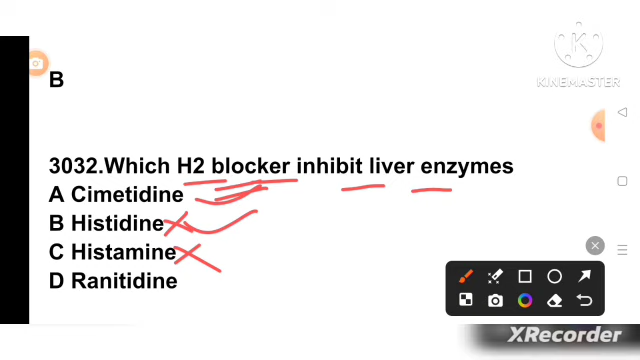 KINEMASTER
B
3032.Which H2 blocker inhibit liver enzymes
A Cimetidine
B Histidine
C Histamine
D Ranitidine
XRecorder